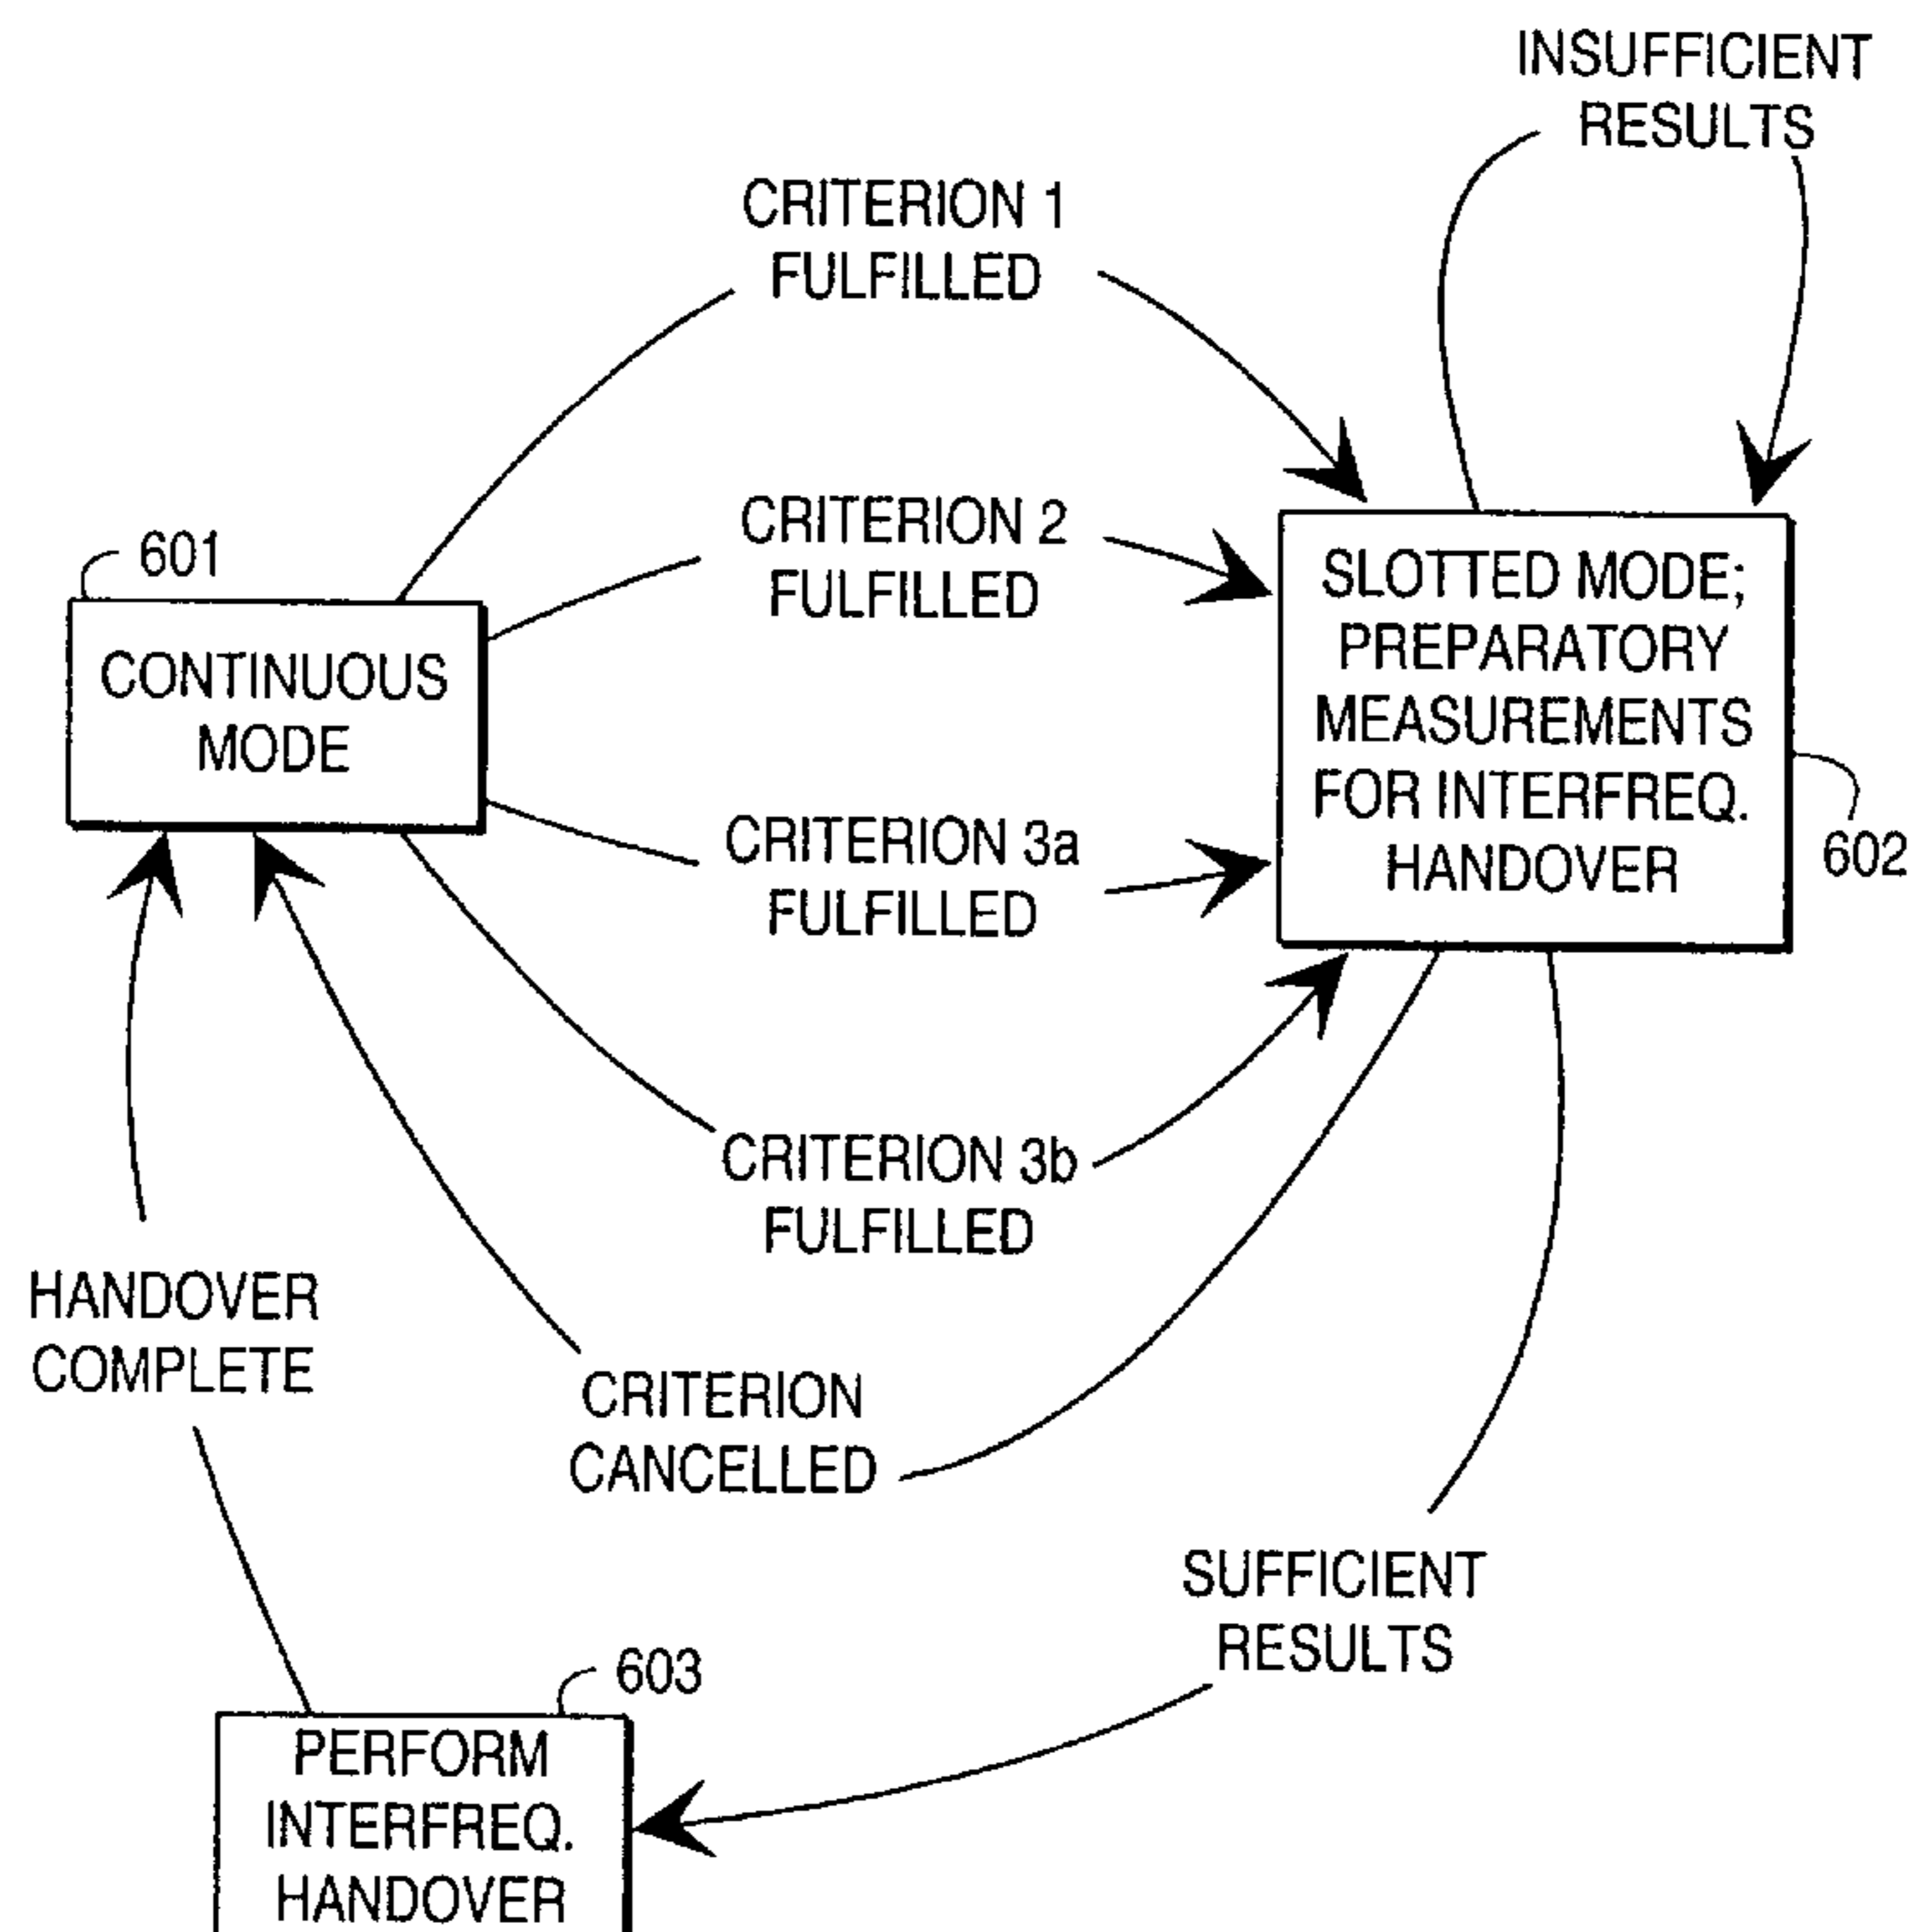 INSUFFICIENT
RESULTS
CRITERION 1
FULFILLED
CRITERION 2
FULFILLED
601
CONTINUOUS
MODE
SLOTTED MODE;
PREPARATORY
MEASUREMENTS
FOR INTERFREQ.
HANDOVER
602
CRITERION 3a
FULFILLED
CRITERION 3b
FULFILLED
HANDOVER
COMPLETE
CRITERION
CANCELLED
SUFFICIENT
RESULTS
603
PERFORM
INTERFREQ.
HANDOVER